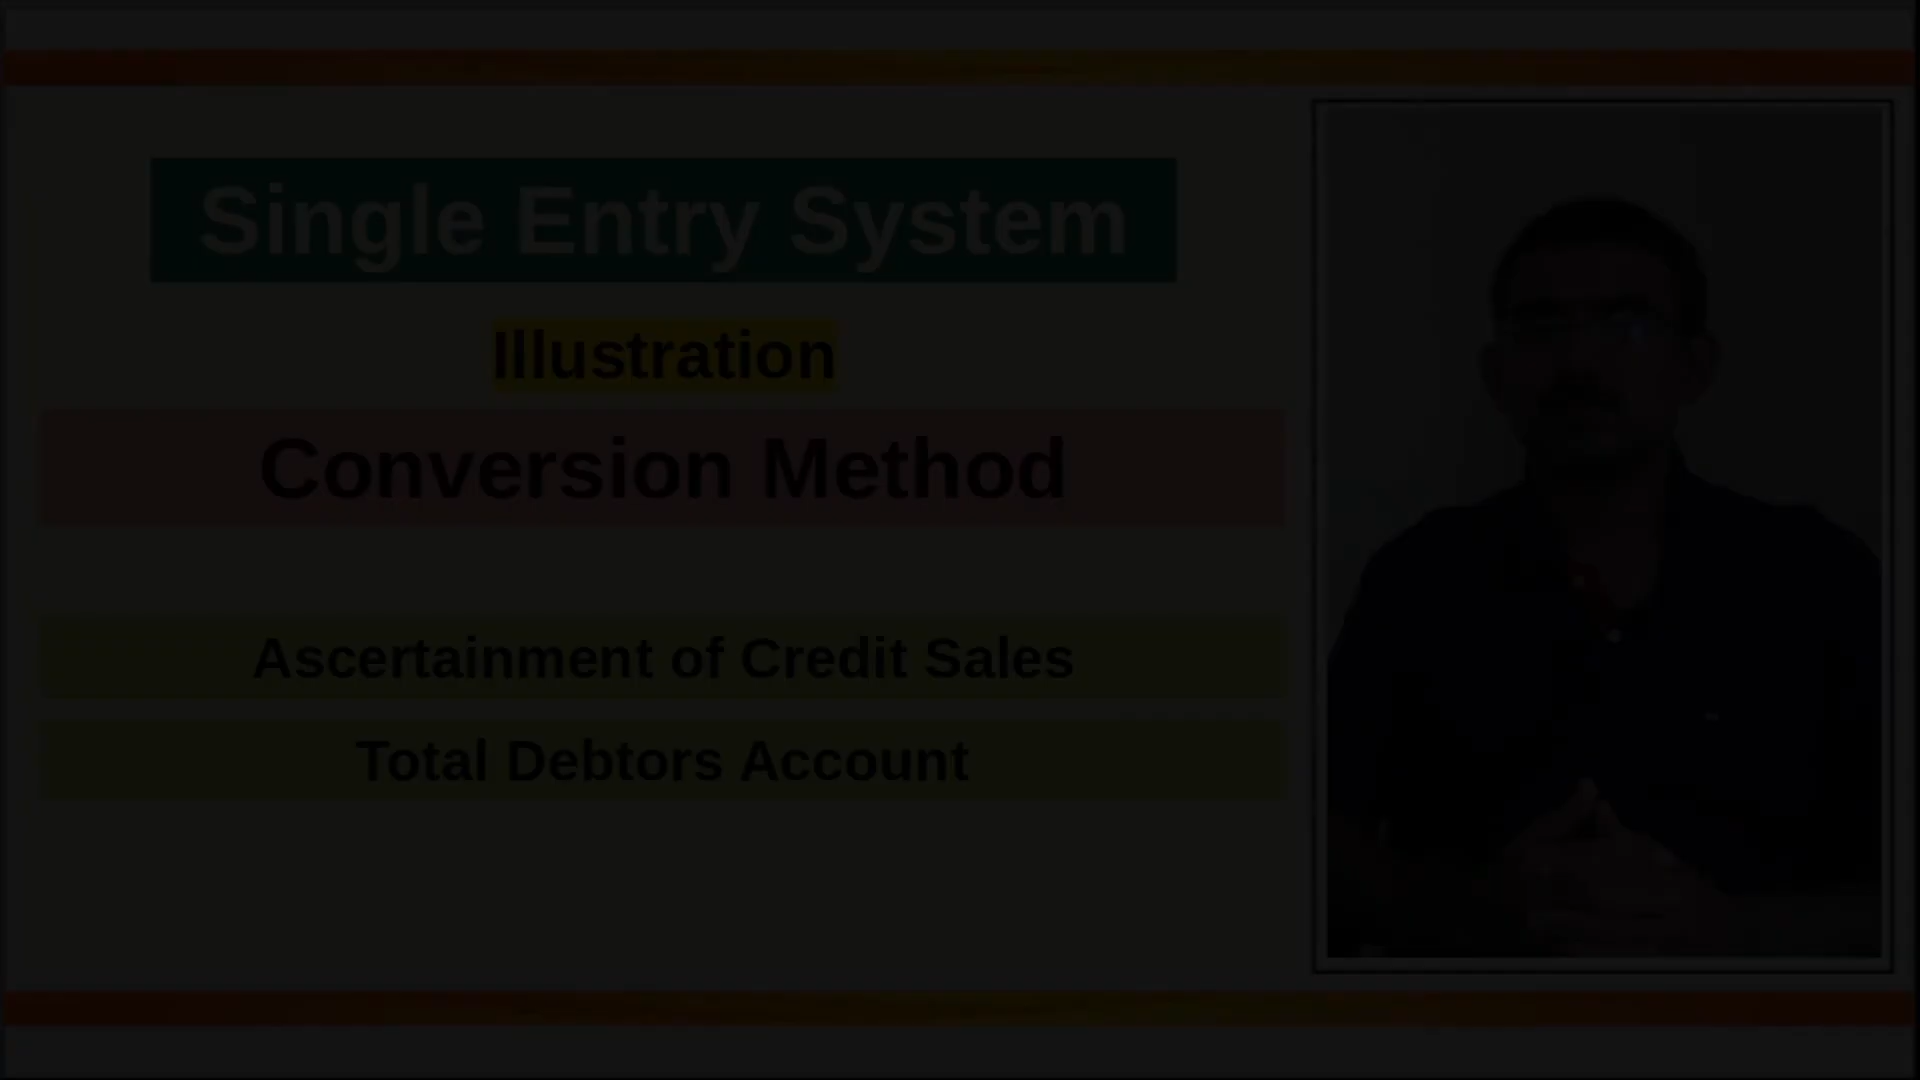 Single Entry System
Illustration
Conversion Method
Ascertainment of Credit Sales
Total Debtors Account